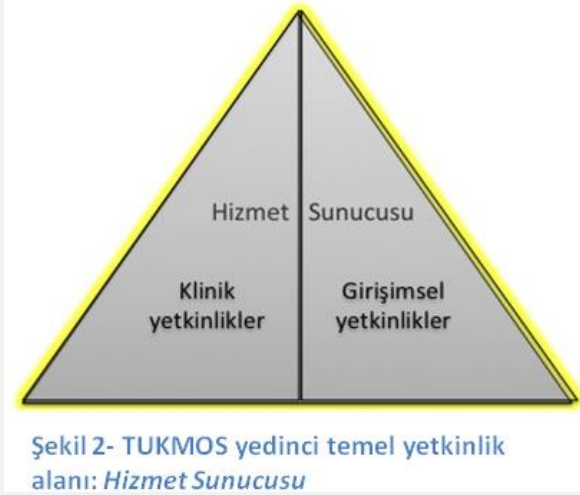 Hizmet Sunucusu
Klinik yetkinlikler
Girişimsel yetkinlikler
Şekil 2- TUKMOS yedinci temel yetkinlik
alanı: Hizmet Sunucusu